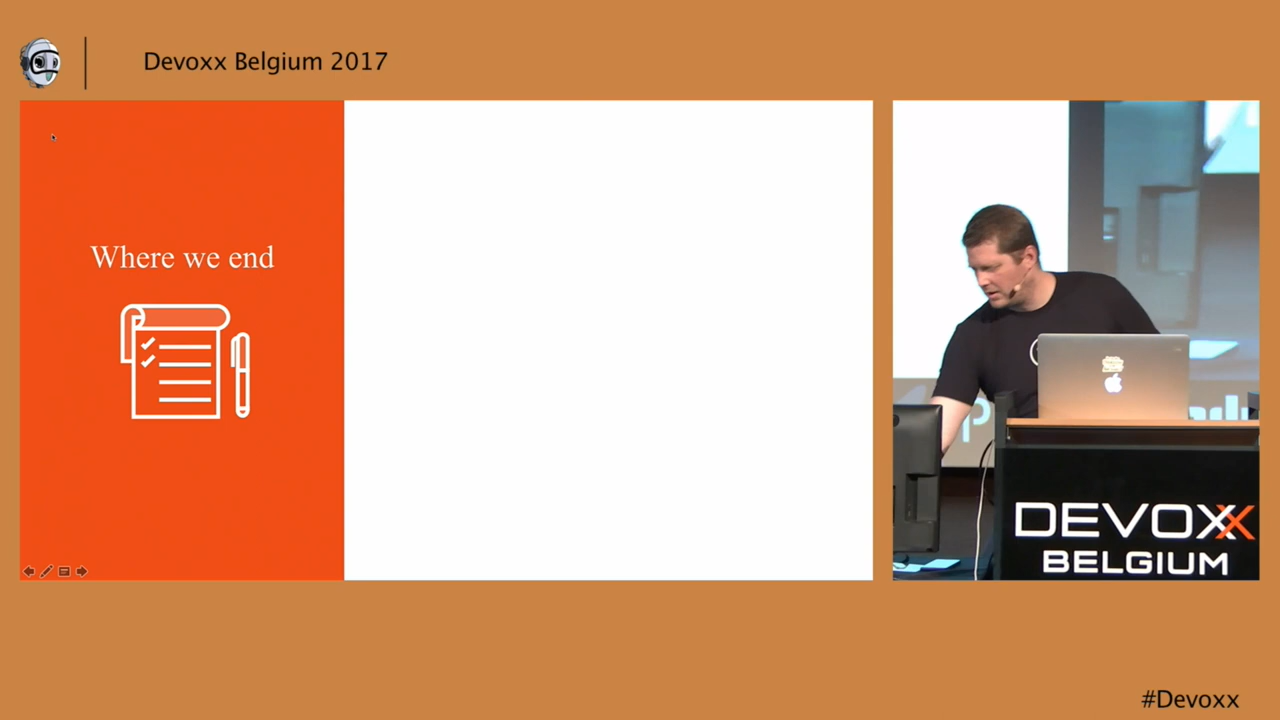 Devoxx Belgium 2017
Where we end
DEVOXX
BELGIUM
#Devoxx